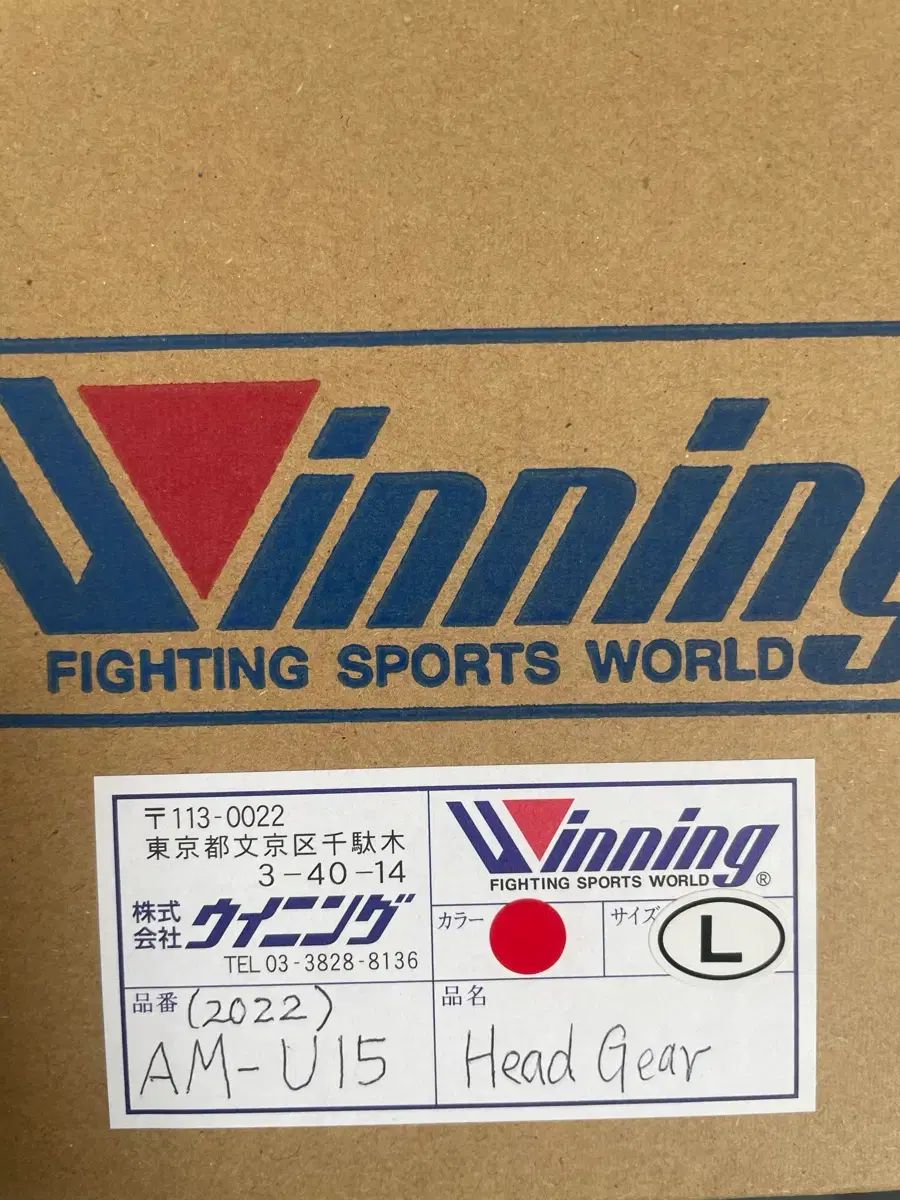 Winning
FIGHTING SPORTS WORLD
〒113-0022
東京都文京区千駄木
3-40-14
株式
会社 ウイニング
TEL 03-3828-8136
Winning
FIGHTING SPORTS WORLD ®
カラー
サイズ L
品番 (2022)
AM-U15
品名
Head Gear